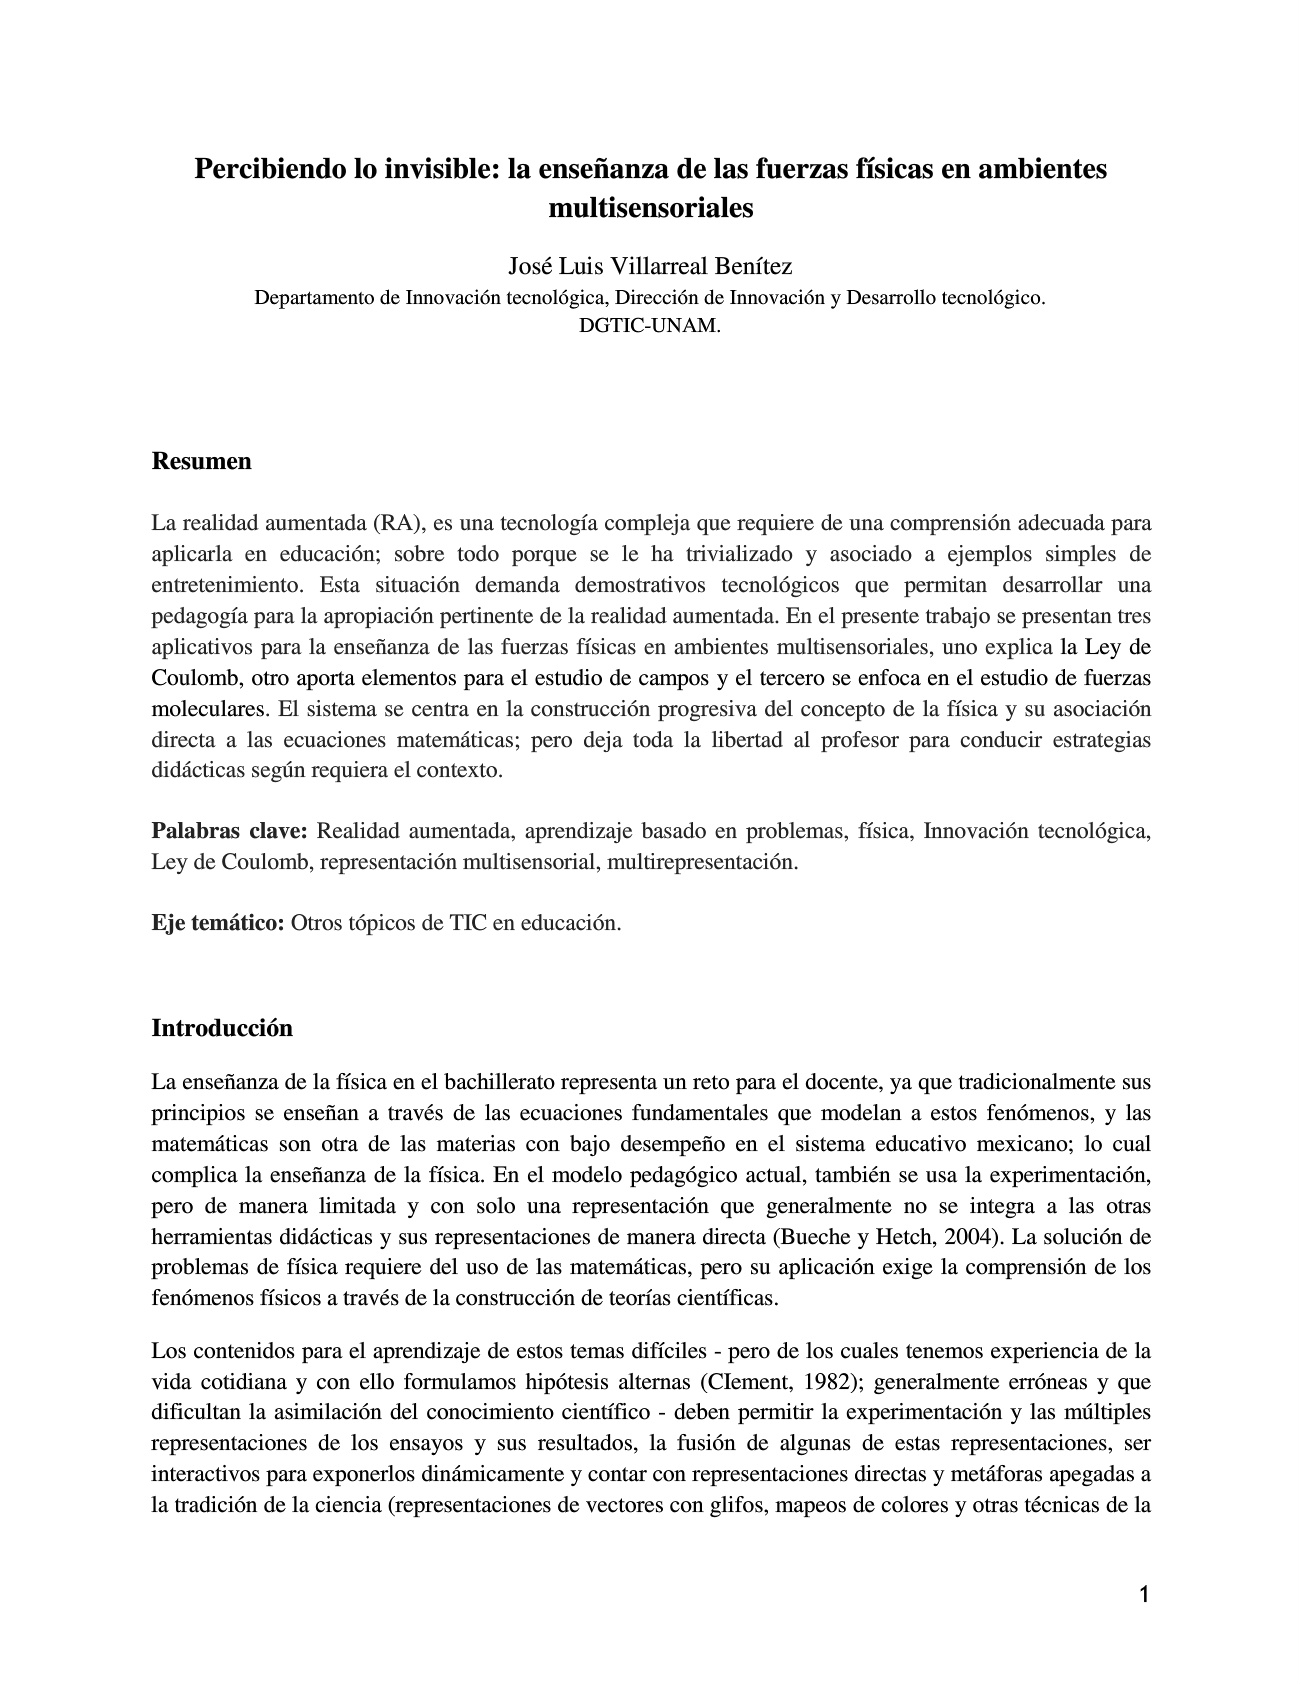 Percibiendo lo invisible: la enseñanza de las fuerzas físicas en ambientes
multisensoriales
José Luis Villarreal Benítez
Departamento de Innovación tecnológica, Dirección de Innovación y Desarrollo tecnológico.
DGTIC-UNAM.
Resumen
La realidad aumentada (RA), es una tecnología compleja que requiere de una comprensión adecuada para
aplicarla en educación; sobre todo porque se le ha trivializado y asociado a ejemplos simples de
entretenimiento. Esta situación demanda demostrativos tecnológicos que permitan desarrollar una
pedagogía para la apropiación pertinente de la realidad aumentada. En el presente trabajo se presentan tres
aplicativos para la enseñanza de las fuerzas físicas en ambientes multisensoriales, uno explica la Ley de
Coulomb, otro aporta elementos para el estudio de campos y el tercero se enfoca en el estudio de fuerzas
moleculares. El sistema se centra en la construcción progresiva del concepto de la física y su asociación
directa a las ecuaciones matemáticas; pero deja toda la libertad al profesor para conducir estrategias
didácticas según requiera el contexto.
Palabras clave: Realidad aumentada, aprendizaje basado en problemas, física, Innovación tecnológica,
Ley de Coulomb, representación multisensorial, multirepresentación.
Eje temático: Otros tópicos de TIC en educación.
Introducción
La enseñanza de la física en el bachillerato representa un reto para el docente, ya que tradicionalmente sus
principios se enseñan a través de las ecuaciones fundamentales que modelan a estos fenómenos, y las
matemáticas son otra de las materias con bajo desempeño en el sistema educativo mexicano; lo cual
complica la enseñanza de la física. En el modelo pedagógico actual, también se usa la experimentación,
pero de manera limitada y con solo una representación que generalmente no se integra a las otras
herramientas didácticas y sus representaciones de manera directa (Bueche y Hetch, 2004). La solución de
problemas de física requiere del uso de las matemáticas, pero su aplicación exige la comprensión de los
fenómenos físicos a través de la construcción de teorías científicas.
Los contenidos para el aprendizaje de estos temas difíciles - pero de los cuales tenemos experiencia de la
vida cotidiana y con ello formulamos hipótesis alternas (CIement, 1982); generalmente erróneas y que
dificultan la asimilación del conocimiento científico - deben permitir la experimentación y las múltiples
representaciones de los ensayos y sus resultados, la fusión de algunas de estas representaciones, ser
interactivos para exponerlos dinámicamente y contar con representaciones directas y metáforas apegadas a
la tradición de la ciencia (representaciones de vectores con glifos, mapeos de colores y otras técnicas de la
1